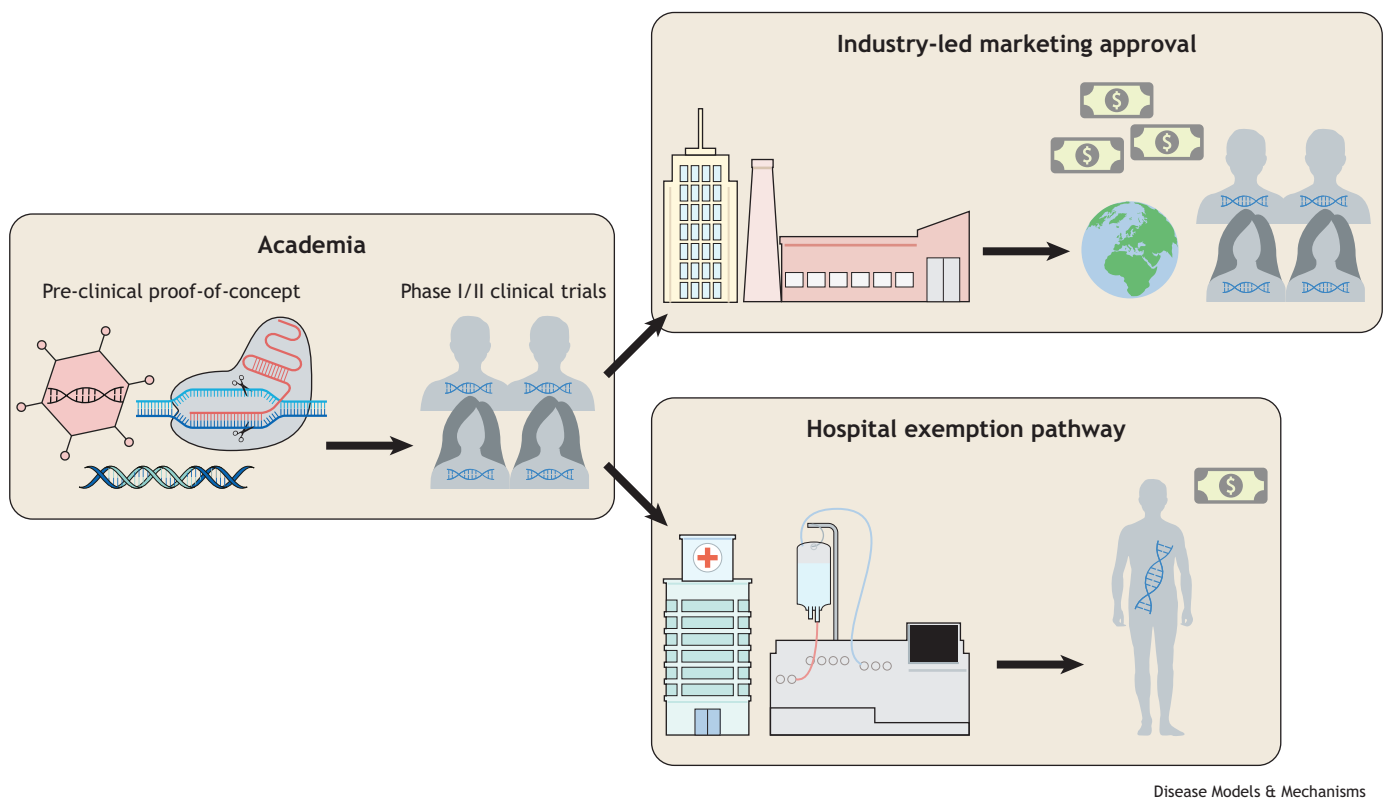 Academia
Pre-clinical proof-of-concept
Phase I/II clinical trials
Industry-led marketing approval
$
$
$
Hospital exemption pathway
$
Disease Models & Mechanisms